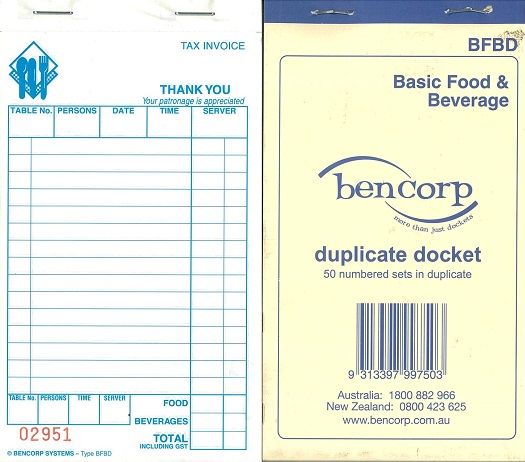 TAX INVOICE
THANK YOU
Your patronage is appreciated
TABLE No. PERSONS DATE TIME SERVER
TABLE No. PERSONS TIME SERVER
FOOD
BEVERAGES
TOTAL
INCLUDING GST
02951
© BENCORP SYSTEMS – Type BFBD
BFBD
Basic Food &
Beverage
bencorp
more than just dockets
duplicate docket
50 numbered sets in duplicate
9 313397 997503
Australia: 1800 882 966
New Zealand: 0800 423 625
www.bencorp.com.au